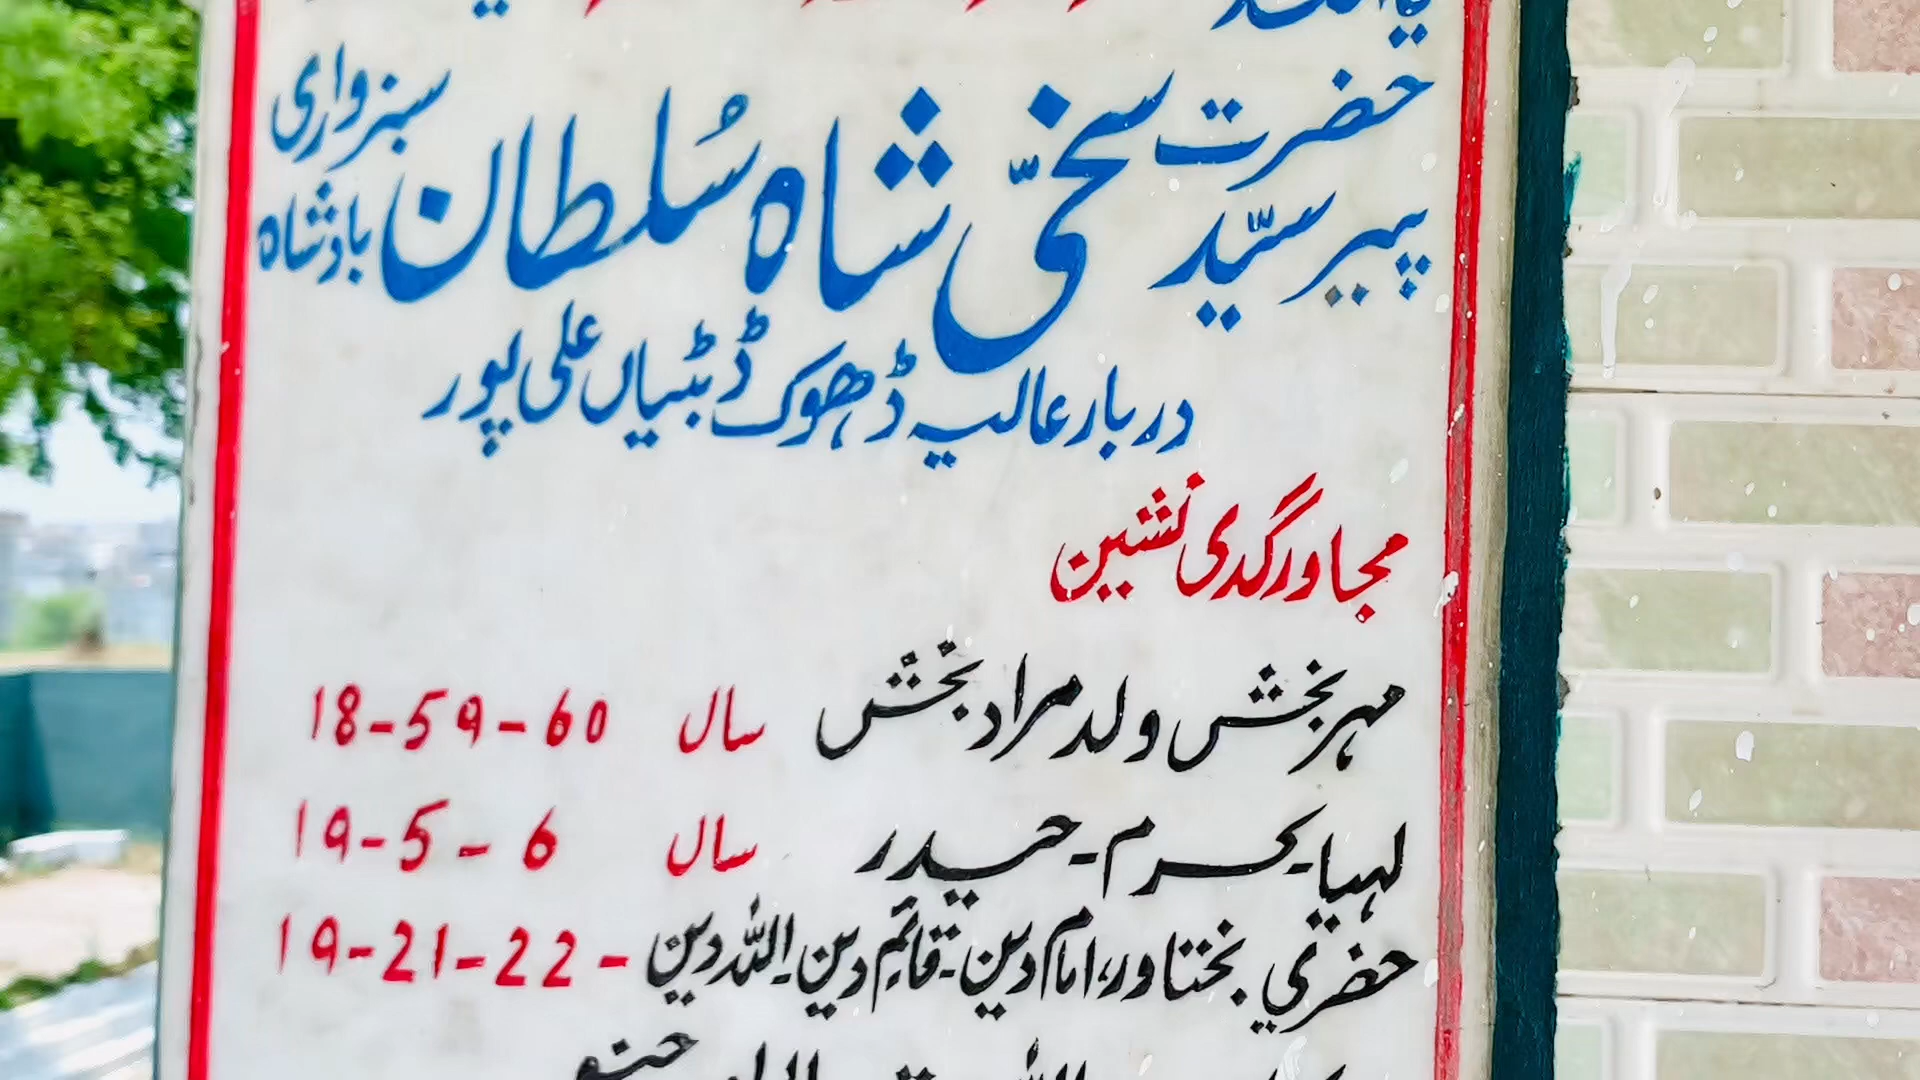 حضرت پیر سیّد سخیّ شاہ سُلطان سبزواری بادشاہ
دربار عالیہ ڈھوک ڈبٹیاں علی پور
مجاور گدی نشین
مہر بخش ولد مراد بخش سال 18-59-60
لہیا۔ کرم۔ حیدر سال 19-5-6
حضری بختاور، امام دین۔ قائم دین۔ اللہ دین 19-21-22-